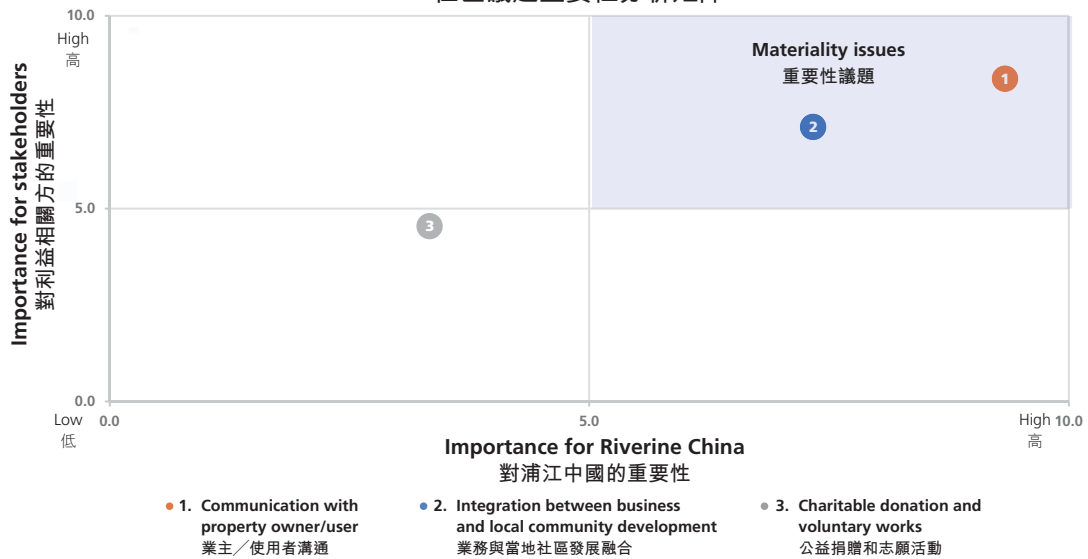 10.0
High
高
Materiality issues
重要性議題
1
2
Importance for stakeholders
對利益相關方的重要性
5.0
3
0.0
Low
低
0.0
5.0
High 10.0
高
Importance for Riverine China
對浦江中國的重要性
1. Communication with
property owner/user
業主／使用者溝通
2. Integration between business
and local community development
業務與當地社區發展融合
3. Charitable donation and
voluntary works
公益捐贈和志願活動